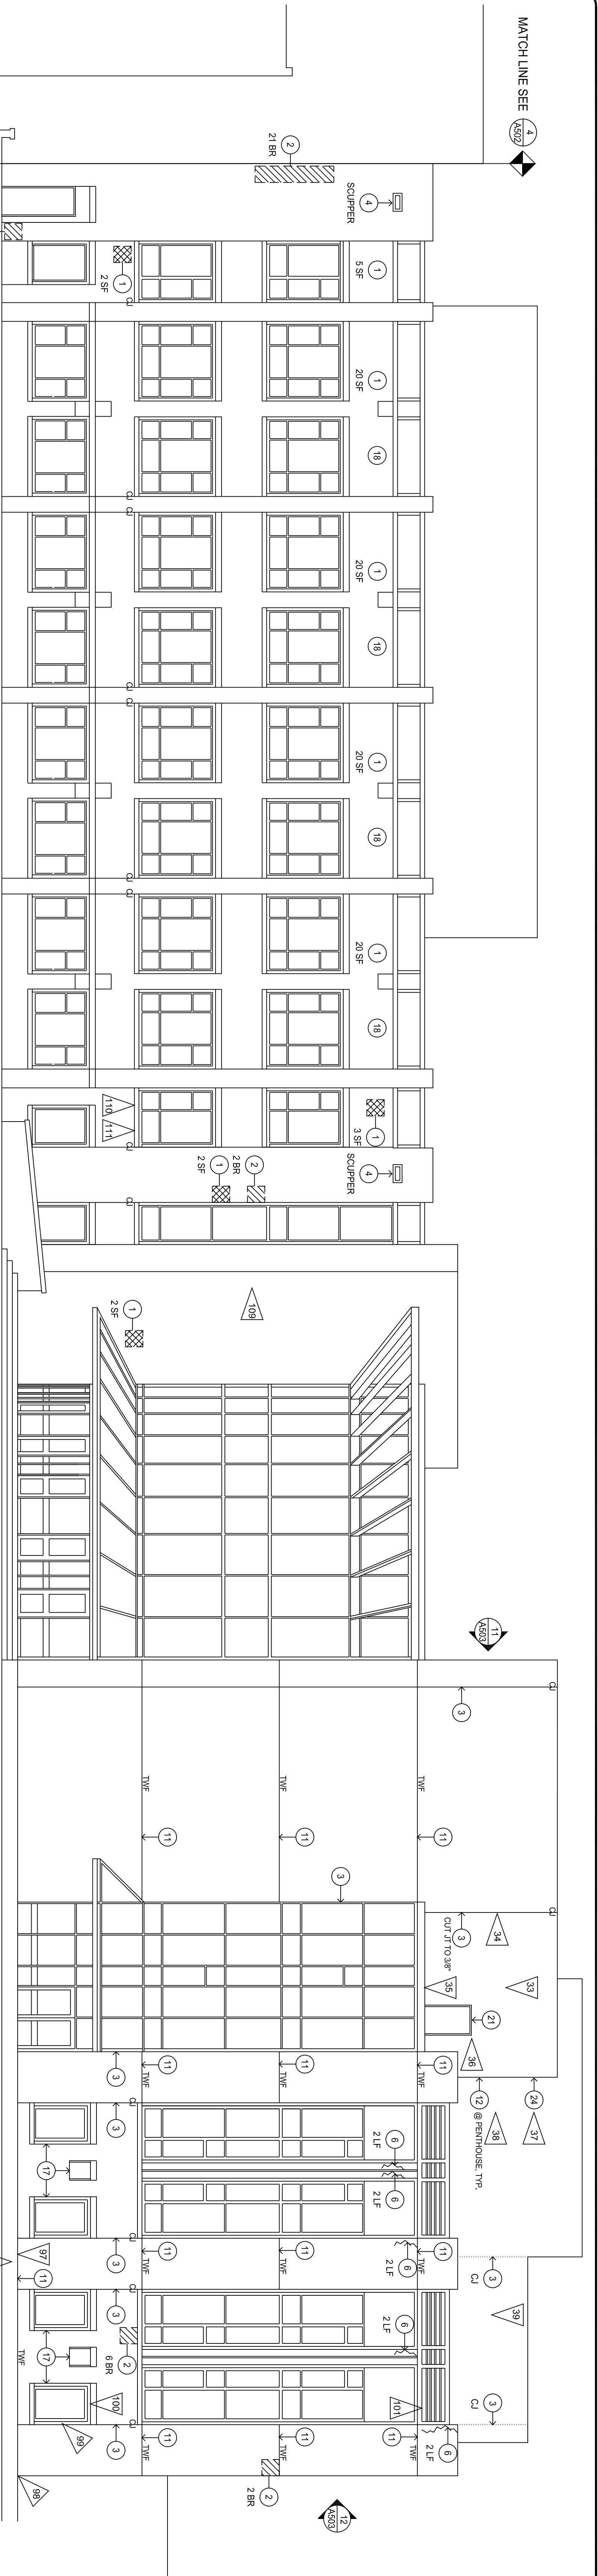 MATCH LINE SEE
4
A502
2
21 BR
4
SCUPPER
1
5 SF
1
2 SF
CJ
1
20 SF
18
CJ
CJ
1
20 SF
18
CJ
CJ
1
20 SF
18
CJ
CJ
1
20 SF
18
1
3 SF
110
111
CJ
4
SCUPPER
2
2 BR
1
2 SF
CJ
109
1
2 SF
11
A503
CJ
3
TWF
TWF
TWF
11
11
11
3
CJ
3
CUT JT TO 3/8"
34
33
35
21
36
24
37
12
@ PENTHOUSE, TYP.
38
11
TWF
11
TWF
11
TWF
3
CJ
3
6
2 LF
6
2 LF
17
CJ
3
11
TWF
11
TWF
11
TWF
6
2 LF
97
11
3
CJ
39
CJ
3
6
2 LF
17
TWF
2
6 BR
3
CJ
101
100
CJ
3
99
98
6
2 LF
11
TWF
11
TWF
11
TWF
2
2 BR
12
A503